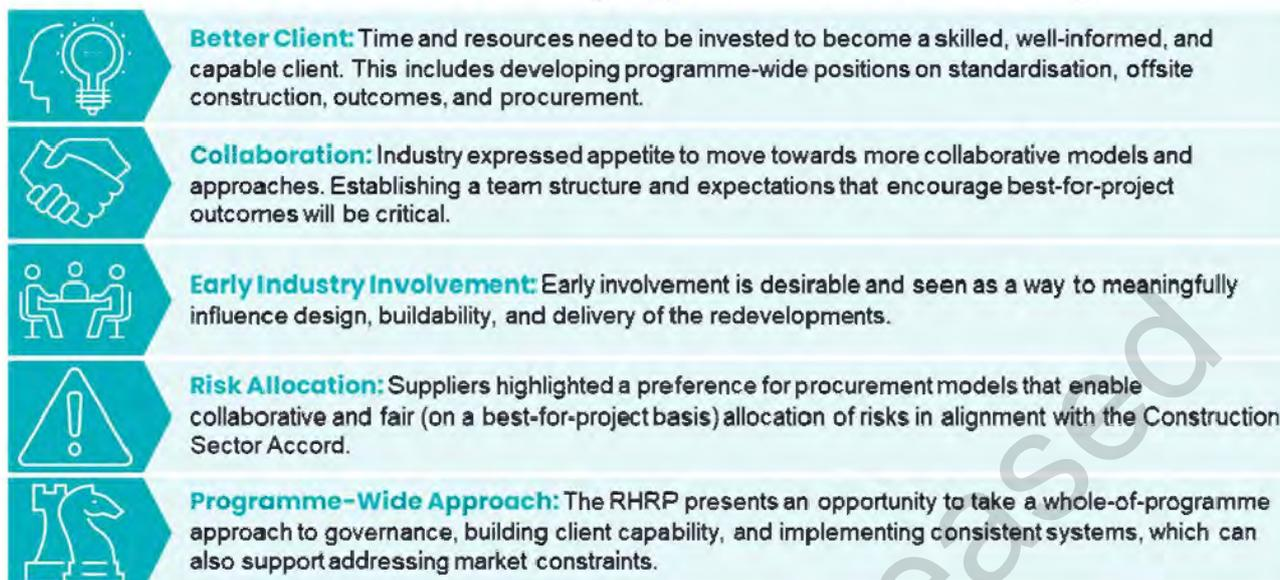 Better Client: Time and resources need to be invested to become a skilled, well-informed, and
capable client. This includes developing programme-wide positions on standardisation, offsite
construction, outcomes, and procurement.
Collaboration: Industry expressed appetite to move towards more collaborative models and
approaches. Establishing a team structure and expectations that encourage best-for-project
outcomes will be critical.
Early Industry Involvement: Early involvement is desirable and seen as a way to meaningfully
influence design, buildability, and delivery of the redevelopments.
Risk Allocation: Suppliers highlighted a preference for procurement models that enable
collaborative and fair (on a best-for-project basis) allocation of risks in alignment with the Construction
Sector Accord.
Programme-Wide Approach: The RHRP presents an opportunity to take a whole-of-programme
approach to governance, building client capability, and implementing consistent systems, which can
also support addressing market constraints.